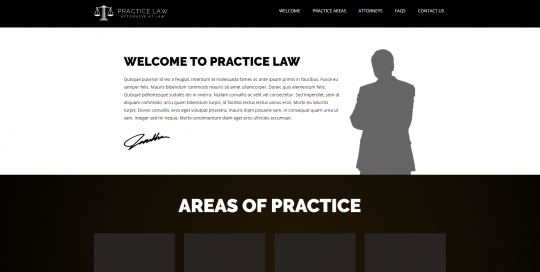 PRACTICE LAW
ATTORNEYS AT LAW
WELCOME PRACTICE AREAS ATTORNEYS FAQS CONTACT US
WELCOME TO PRACTICE LAW
Quisque pulvinar id leo a feugiat. Interdum et malesuada fames ac ante ipsum primis in faucibus. Fusce eu
semper felis. Mauris bibendum commodo mauris sit amet ullamcorper. Donec quis elementum felis.
Quisque pellentesque sodales leo in viverra. Nullam convallis ac velit vel consectetur. Sed imperdiet, sem at
aliquam commodo, arcu quam bibendum turpis, id facilisis lectus lectus varius eros. Morbi eu lobortis
turpis. Donec convallis, eros eget volutpat pharetra, mauris diam posuere sem, in consequat quam urna ut
sem. Integer sed mi neque. Morbi condimentum diam eget eros ultricies accumsan.
AREAS OF PRACTICE